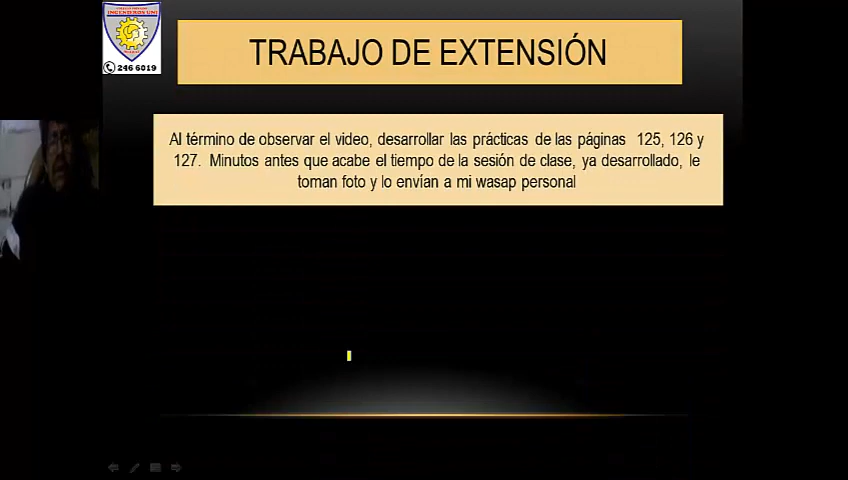 INGENIEROS UNI
246 6019
TRABAJO DE EXTENSIÓN
Al término de observar el video, desarrollar las prácticas de las páginas 125, 126 y
127. Minutos antes que acabe el tiempo de la sesión de clase, ya desarrollado, le
toman foto y lo envían a mi wasap personal